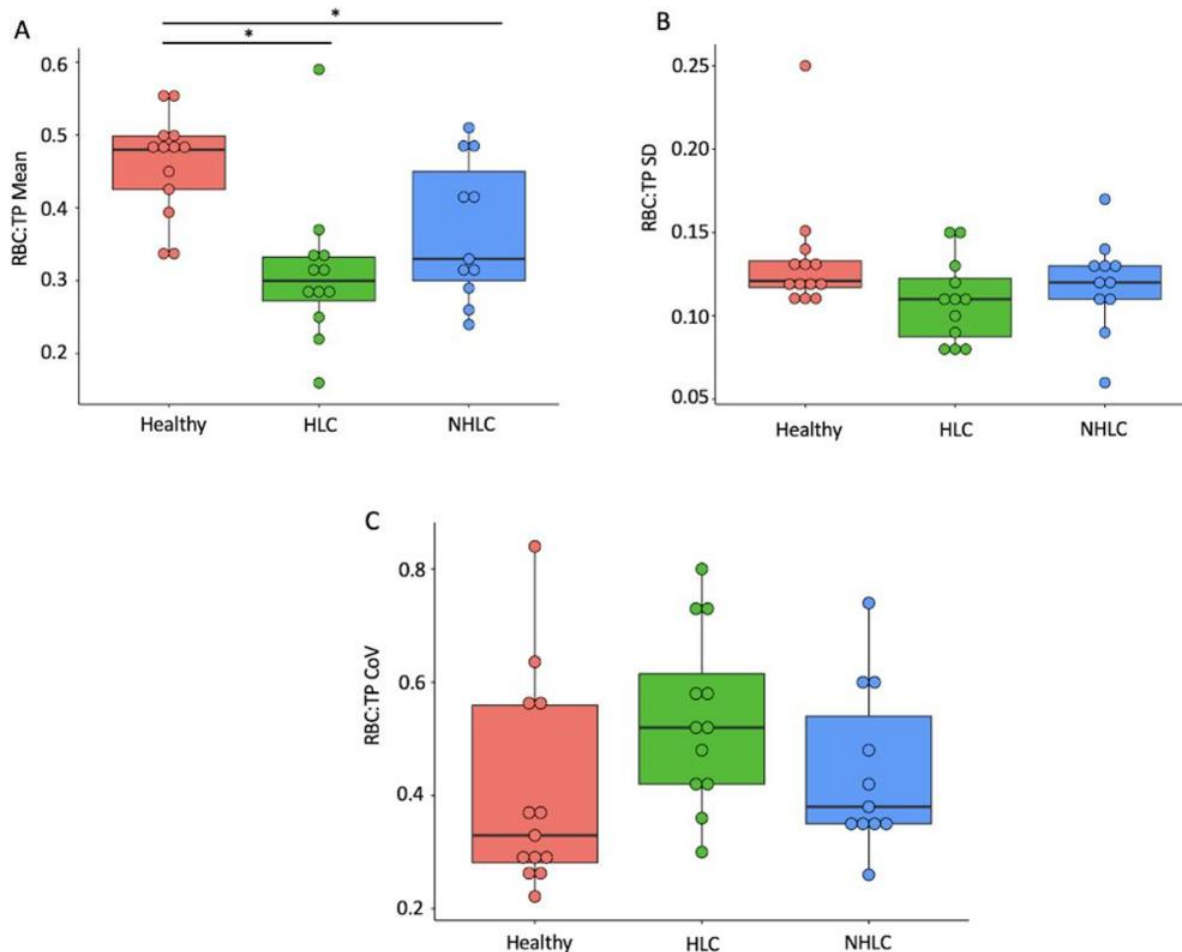 A
*
*
RBC:TP Mean
0.6
0.5
0.4
0.3
0.2
Healthy HLC NHLC
B
RBC:TP SD
0.25
0.20
0.15
0.10
0.05
Healthy HLC NHLC
C
RBC:TP CoV
0.8
0.6
0.4
0.2
Healthy HLC NHLC